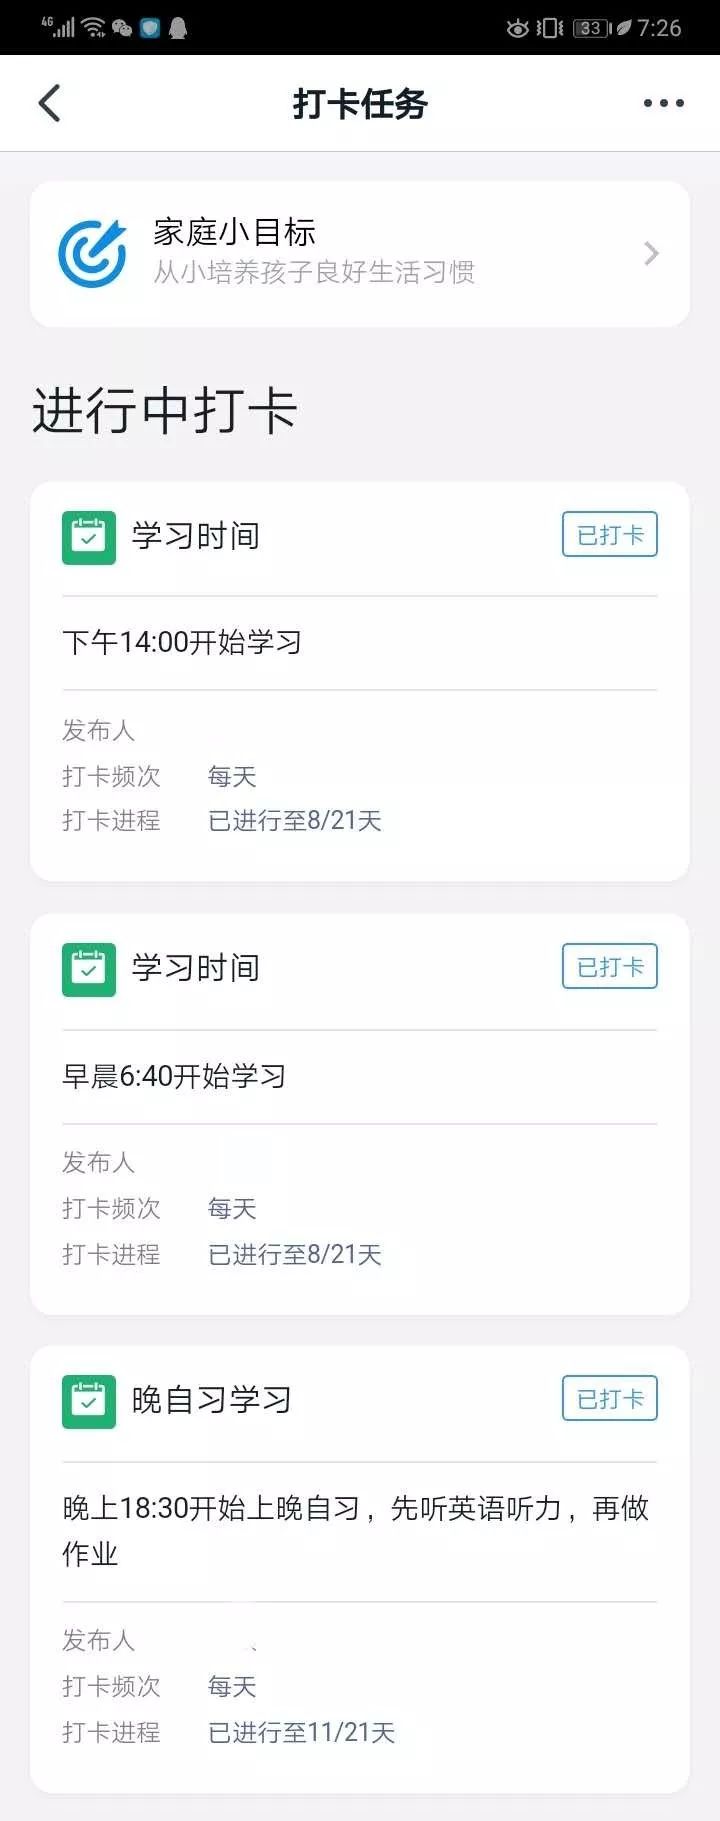 4G 33 7:26
打卡任务
家庭小目标
从小培养孩子良好生活习惯
进行中打卡
学习时间 已打卡
下午14:00开始学习
发布人
打卡频次 每天
打卡进程 已进行至8/21天
学习时间 已打卡
早晨6:40开始学习
发布人
打卡频次 每天
打卡进程 已进行至8/21天
晚自习学习 已打卡
晚上18:30开始上晚自习，先听英语听力，再做
作业
发布人
打卡频次 每天
打卡进程 已进行至11/21天